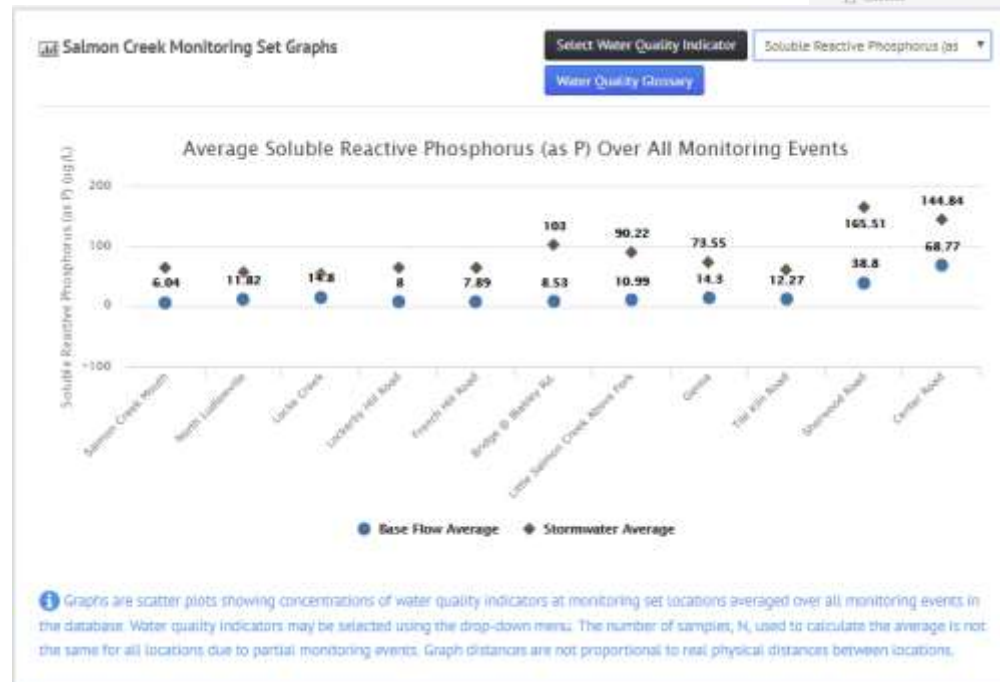 Salmon Creek Monitoring Set Graphs
Select Water Quality Indicator
Soluble Reactive Phosphorus (as
Water Quality Glossary
Average Soluble Reactive Phosphorus (as P) Over All Monitoring Events
Soluble Reactive Phosphorus (as P) (ug/L)
200
100
0
-100
6.04
11.82
14.8
8
7.89
103
8.53
90.22
10.99
73.55
14.3
12.27
165.51
38.8
144.84
68.77
Salmon Creek Mouth
North Ludlowville
Locke Creek
Lockerby Hill Road
French Hill Road
Bridge @ Blakley Rd.
Little Salmon Creek Above Fork
Genoa
Tile Kiln Road
Sherwood Road
Center Road
Base Flow Average
Stormwater Average
Graphs are scatter plots showing concentrations of water quality indicators at monitoring set locations averaged over all monitoring events in
the database. Water quality indicators may be selected using the drop-down menu. The number of samples, N, used to calculate the average is not
the same for all locations due to partial monitoring events. Graph distances are not proportional to real physical distances between locations.